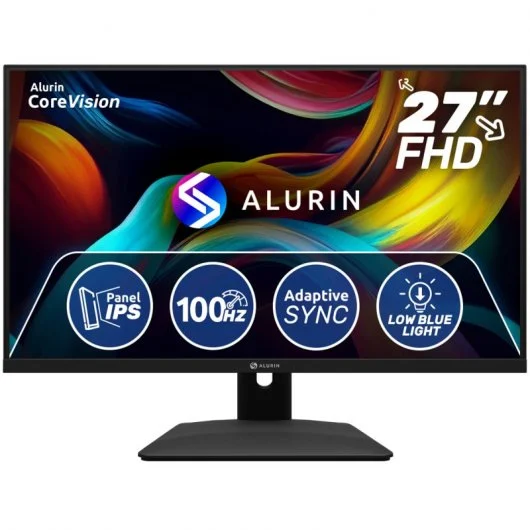 Alurin
CoreVision
27"
FHD
ALURIN
Panel
IPS
100HZ
Adaptive
SYNC
LOW BLUE
LIGHT
ALURIN